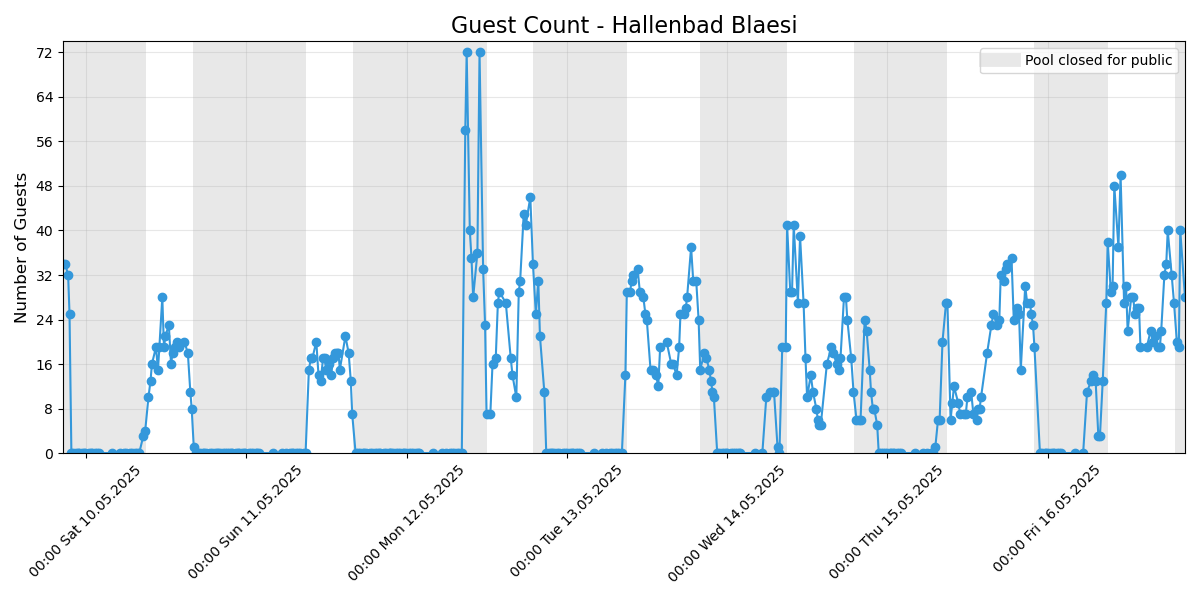 Guest Count - Hallenbad Blaesi
Pool closed for public
Number of Guests
72
64
56
48
40
32
24
16
8
0
00:00 Sat 10.05.2025
00:00 Sun 11.05.2025
00:00 Mon 12.05.2025
00:00 Tue 13.05.2025
00:00 Wed 14.05.2025
00:00 Thu 15.05.2025
00:00 Fri 16.05.2025